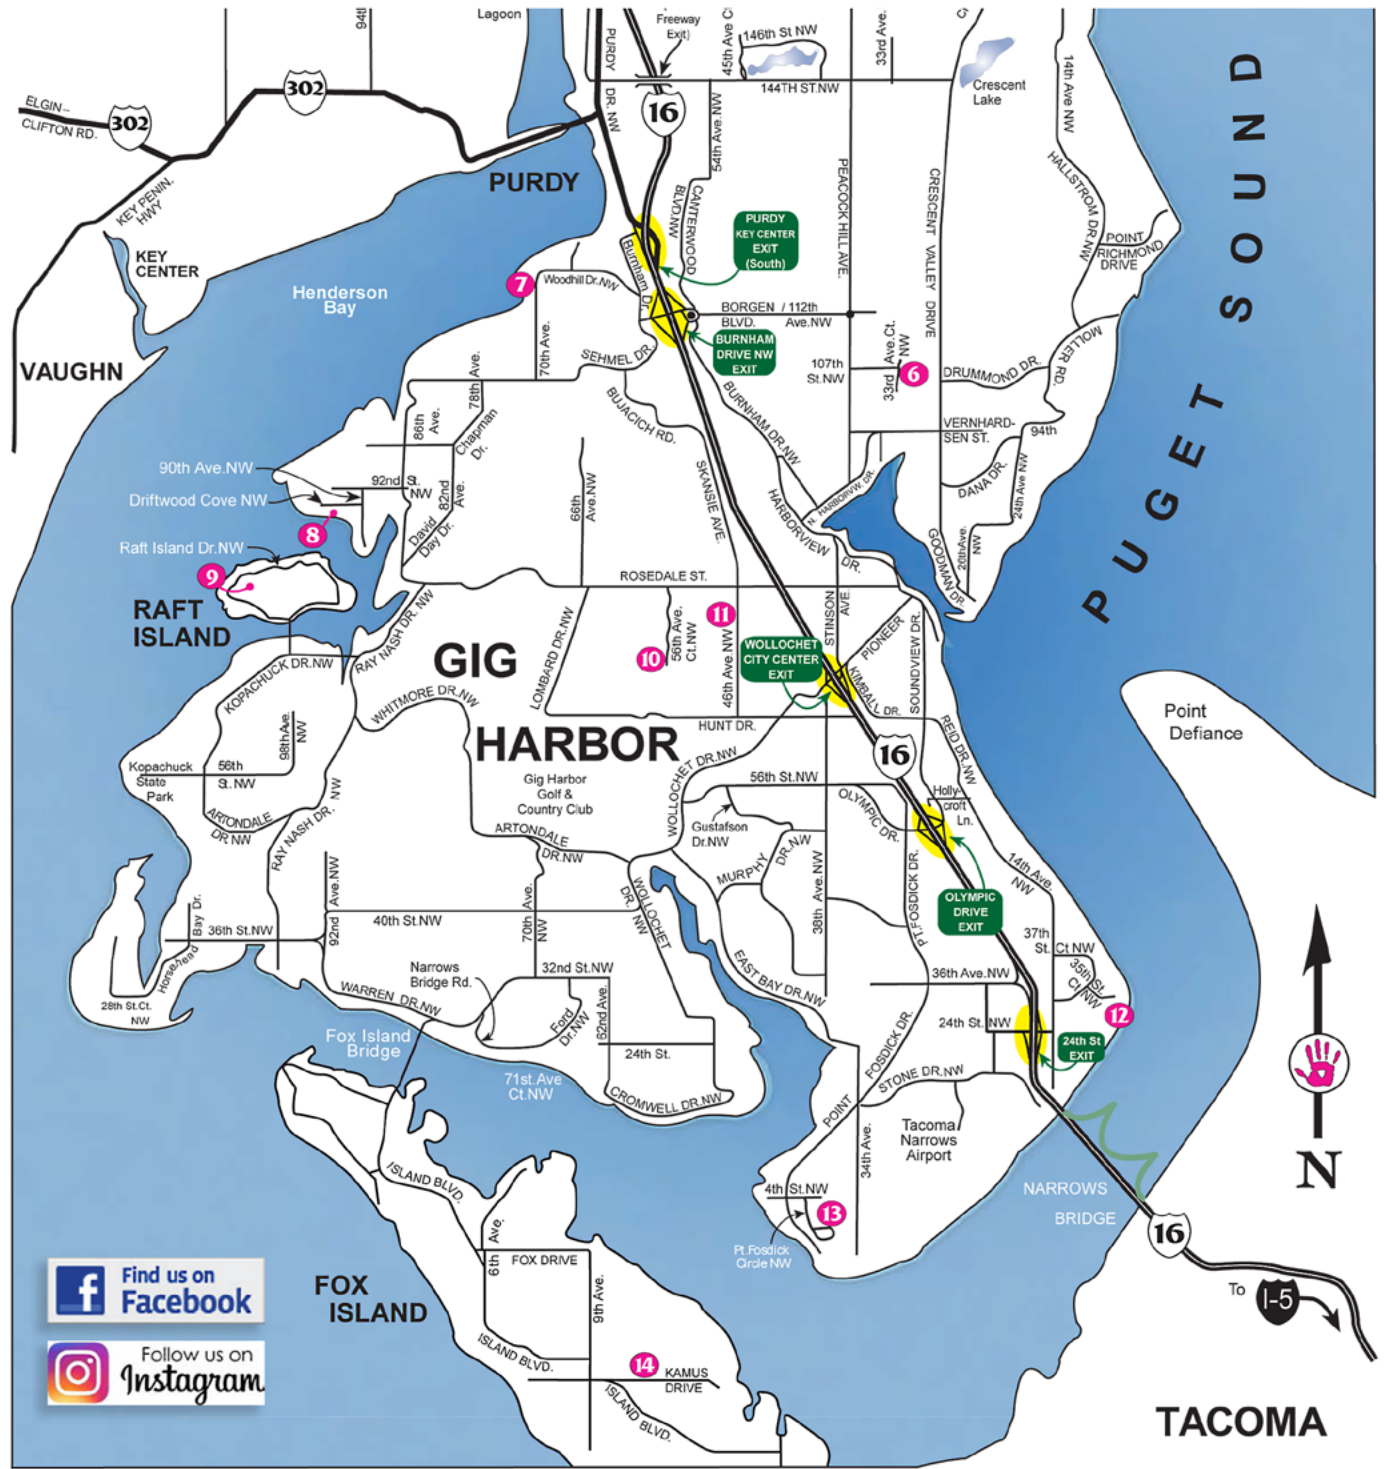 Lagoon
94th
PURDY
DR. NW
Freeway
Exit)
45th Ave Ct
146th St NW
33rd Ave.
144TH ST.NW
Crescent
Lake
14th Ave NW
302
302
ELGIN-
CLIFTON RD.
16
54th Ave.NW
PURDY
KEY PENIN.
HWY
KEY
CENTER
Henderson
Bay
VAUGHN
CANTERWOOD
BLVD.NW
PEACOCK HILL AVE.
CRESCENT VALLEY DRIVE
HALLSTROM DR.NW
POINT
RICHMOND
DRIVE
PUGET SOUND
PURDY
KEY CENTER
EXIT
(South)
Burnham Dr.
7
Woodhill Dr.NW
BORGEN / 112th
BLVD. Ave.NW
BURNHAM
DRIVE NW
EXIT
70th Ave.
SEHMEL DR.
107th
St.NW
33rd Ave.Ct.
NW
6
DRUMMOND DR.
MOLLER RD.
78th Ave.
86th
Ave.
Chapman
Dr.
BUJACICH RD.
BURNHAM DR.NW
VERNHARD-
SEN ST.
94th
DANA DR.
24th Ave NW
90th Ave.NW
Driftwood Cove NW
92nd St.
NW
82nd
Ave.
David
Day Dr.
8
66th
Ave.NW
SKANSIE AVE.
HARBORVIEW
DR.
N. HARBORVW. DR.
GOODMAN DR.
20thAve.
NW
Raft Island Dr.NW
9
RAFT
ISLAND
ROSEDALE ST.
RAY NASH DR. NW
GIG
HARBOR
LOMBARD DR.NW
56th Ave.
Ct.NW
10
11
46th Ave.NW
STINSON
AVE.
PIONEER
SOUNDVIEW DR.
WOLLOCHET
CITY CENTER
EXIT
KIMBALL DR.
KOPACHUCK DR.NW
WHITMORE DR.NW
HUNT DR.
REID DR.NW
16
Point
Defiance
98thAve.
NW
Kopachuck
State
Park
56th
St.NW
Gig Harbor
Golf &
Country Club
WOLLOCHET DR.NW
56th St.NW
OLYMPIC DR.
Holly-
croft
Ln.
Gustafson
Dr.NW
ARTONDALE
DR NW
RAY NASH DR. NW
ARTONDALE
DR.NW
MURPHY
DR.NW
38th Ave.NW
PT.FOSDICK DR.
14th Ave.
NW
OLYMPIC
DRIVE
EXIT
92nd Ave.NW
70th Ave.
NW
WOLLOCHET
DR. NW
40th St.NW
36th St.NW
Horsehead Bay Dr.
28th St.Ct.
NW
Narrows
Bridge Rd.
32nd St.NW
EAST BAY DR.NW
36th Ave.NW
37th
St. Ct NW
35th St.
Ct NW
12
WARREN DR.NW
Ford
Dr.NW
62nd Ave.
24th St.
24th St. NW
24th St
EXIT
Fox Island
Bridge
71st.Ave
Ct.NW
CROMWELL DR.NW
POINT FOSDICK DR.
STONE DR.NW
34th Ave.
Tacoma
Narrows
Airport
NARROWS
BRIDGE
N
4th St.NW
13
Pt.Fosdick
Circle NW
16
To
I-5
ISLAND BLVD.
6th Ave.
FOX DRIVE
9th Ave.
FOX
ISLAND
ISLAND BLVD.
14
KAMUS
DRIVE
ISLAND BLVD.
TACOMA
f
Find us on
Facebook
Follow us on
Instagram